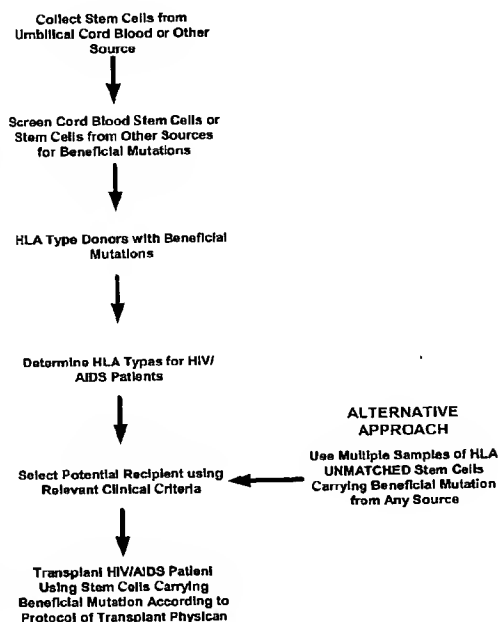 Collect Stem Cells from
Umbilical Cord Blood or Other
Source
Screen Cord Blood Stem Cells or
Stem Cells from Other Sources
for Beneficial Mutations
HLA Type Donors with Beneficial
Mutations
Determine HLA Types for HIV/
AIDS Patients
ALTERNATIVE
APPROACH
Use Multiple Samples of HLA
UNMATCHED Stem Cells
Carrying Beneficial Mutation
from Any Source
Select Potential Recipient using
Relevant Clinical Criteria
Transplant HIV/AIDS Patient
Using Stem Cells Carrying
Beneficial Mutation According to
Protocol of Transplant Physican